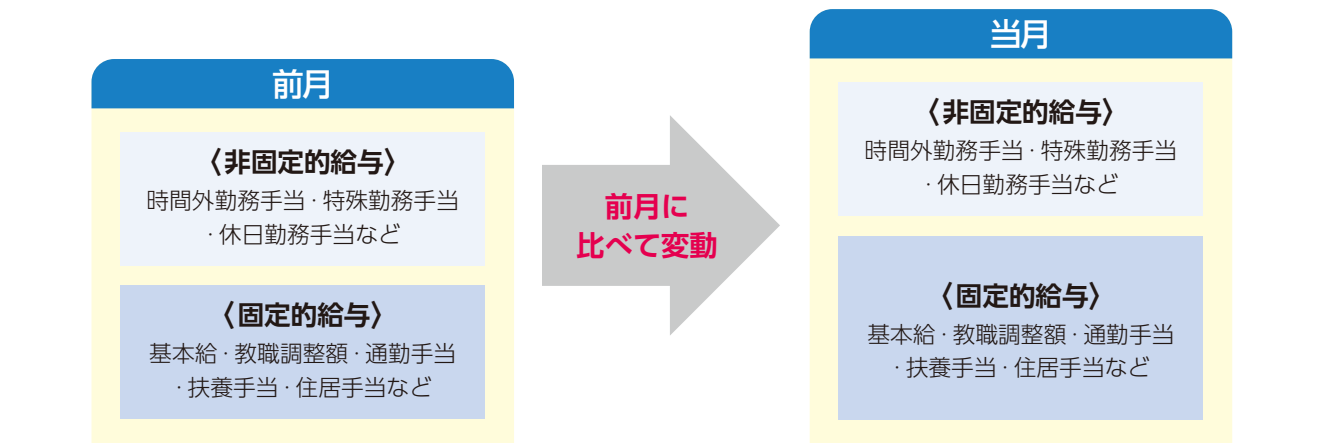 前月
〈非固定的給与〉
時間外勤務手当·特殊勤務手当
·休日勤務手当など
〈固定的給与〉
基本給·教職調整額·通勤手当
·扶養手当·住居手当など
前月に
比べて変動
当月
〈非固定的給与〉
時間外勤務手当·特殊勤務手当
·休日勤務手当など
〈固定的給与〉
基本給·教職調整額·通勤手当
·扶養手当·住居手当など